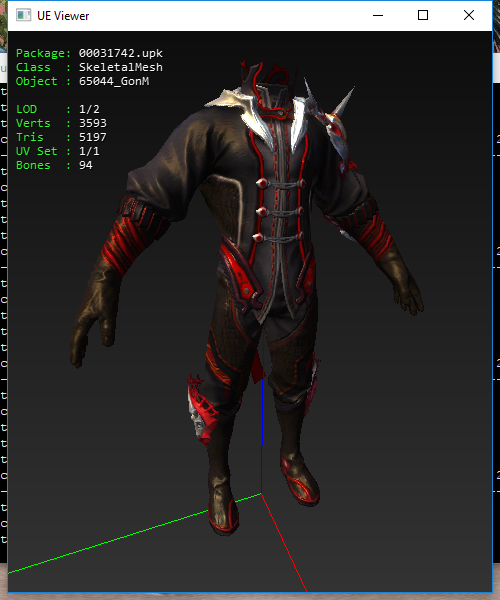 UE Viewer
Package: 00031742.upk
Class  : SkeletalMesh
Object : 65044_GonM
LOD    : 1/2
Verts  : 3593
Tris   : 5197
UV Set : 1/1
Bones  : 94